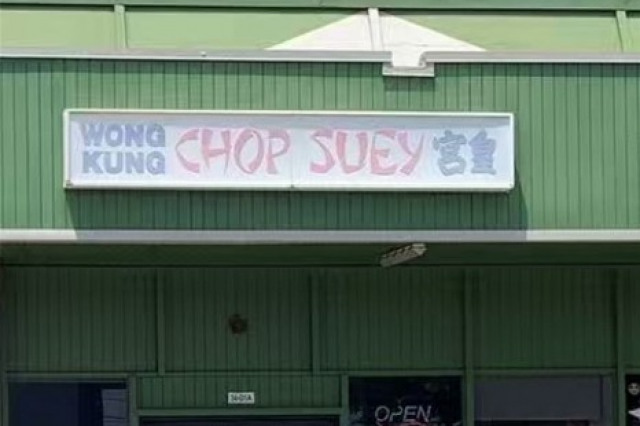 WONG KUNG CHOP SUEY 宮皇
OPEN